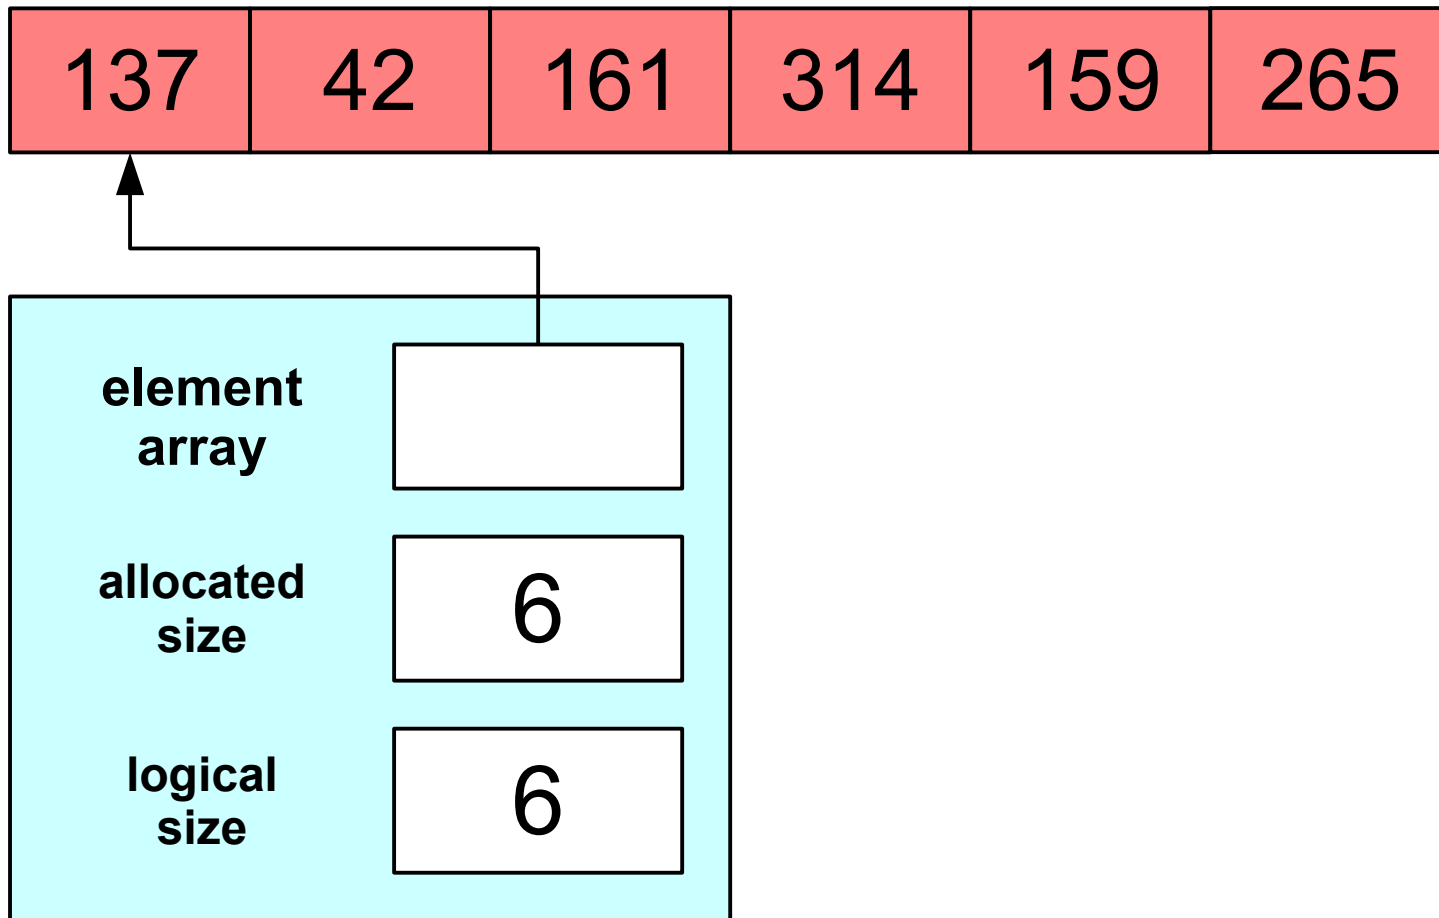 137 42 161 314 159 265
element
array
allocated
size
6
logical
size
6